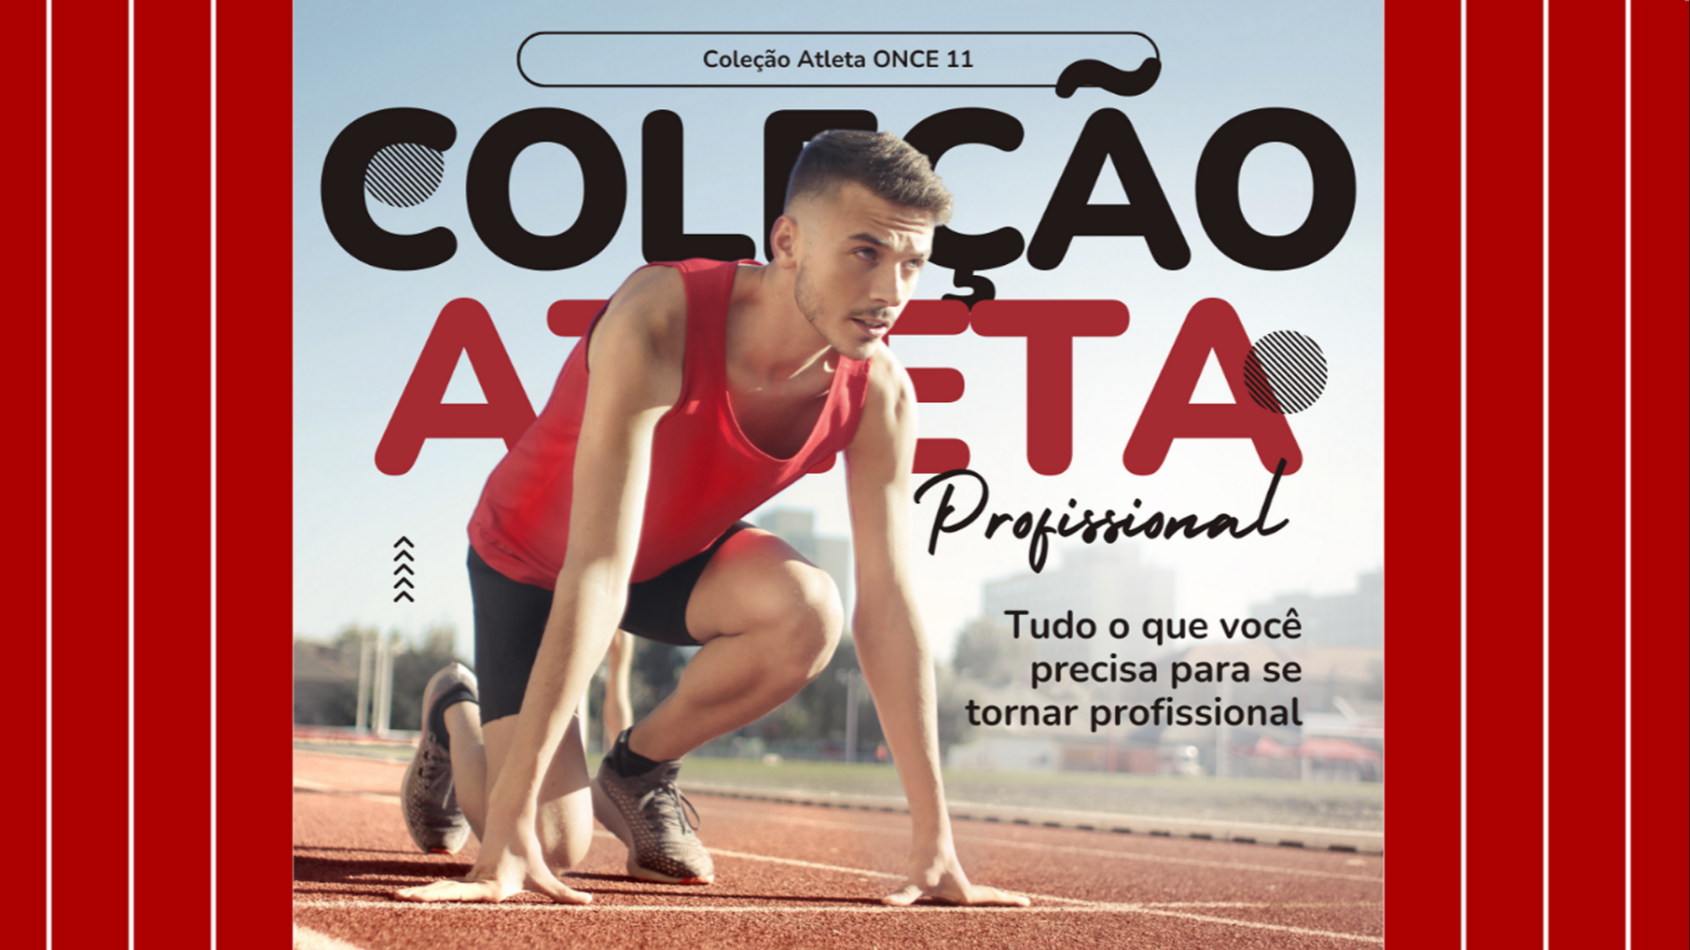 Coleção Atleta ONCE 11
COLEÇÃO
ATLETA
Profissional
Tudo o que você
precisa para se
tornar profissional